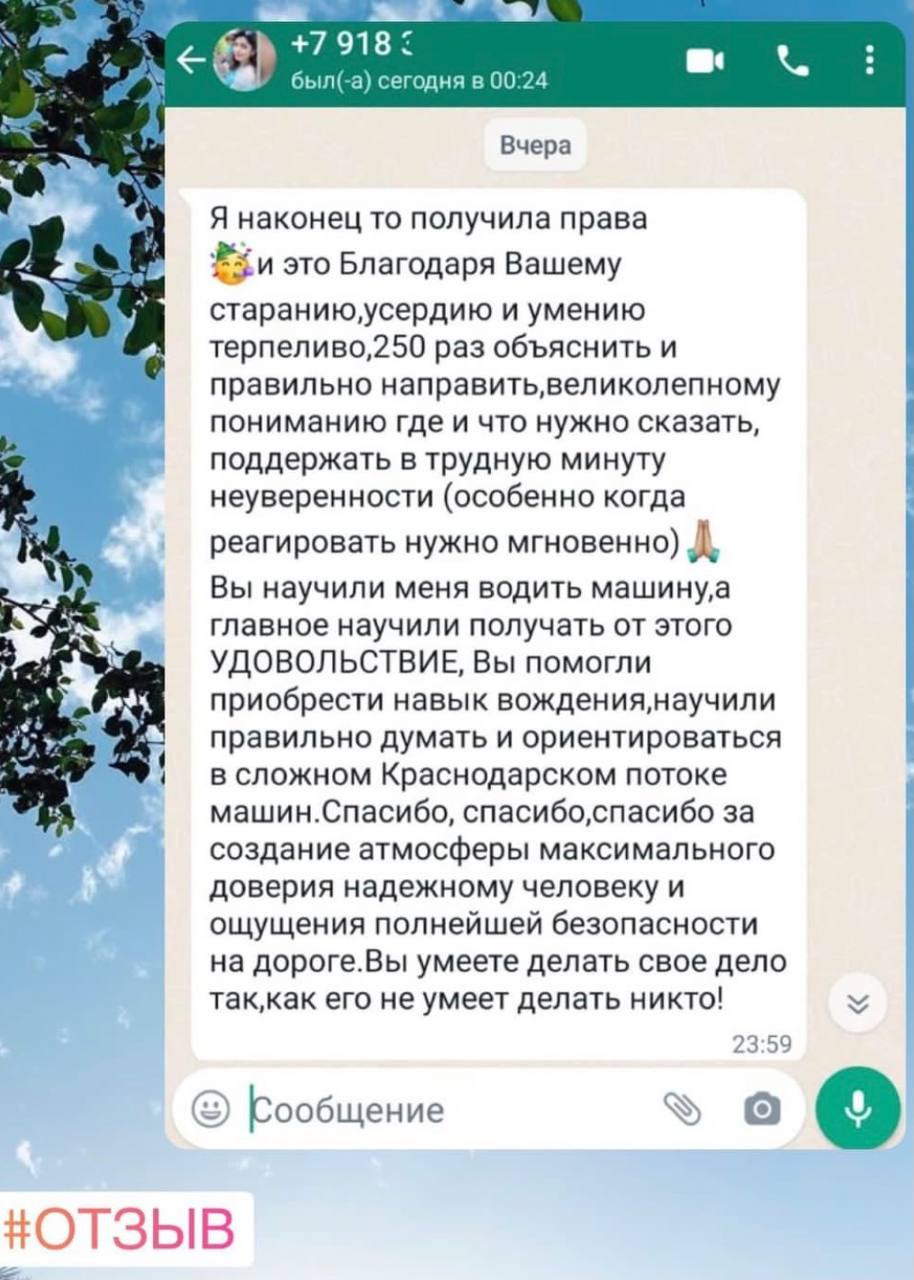 +7 918
был(-а) сегодня в 00:24
Вчера
Я наконец то получила права
🥳и это Благодаря Вашему
старанию,усердию и умению
терпеливо,250 раз объяснить и
правильно направить,великолепному
пониманию где и что нужно сказать,
поддержать в трудную минуту
неуверенности (особенно когда
реагировать нужно мгновенно)🙏🏼
Вы научили меня водить машину,а
главное научили получать от этого
УДОВОЛЬСТВИЕ, Вы помогли
приобрести навык вождения,научили
правильно думать и ориентироваться
в сложном Краснодарском потоке
машин.Спасибо, спасибо,спасибо за
создание атмосферы максимального
доверия надежному человеку и
ощущения полнейшей безопасности
на дороге.Вы умеете делать свое дело
так,как его не умеет делать никто!
23:59
Сообщение
#ОТЗЫВ